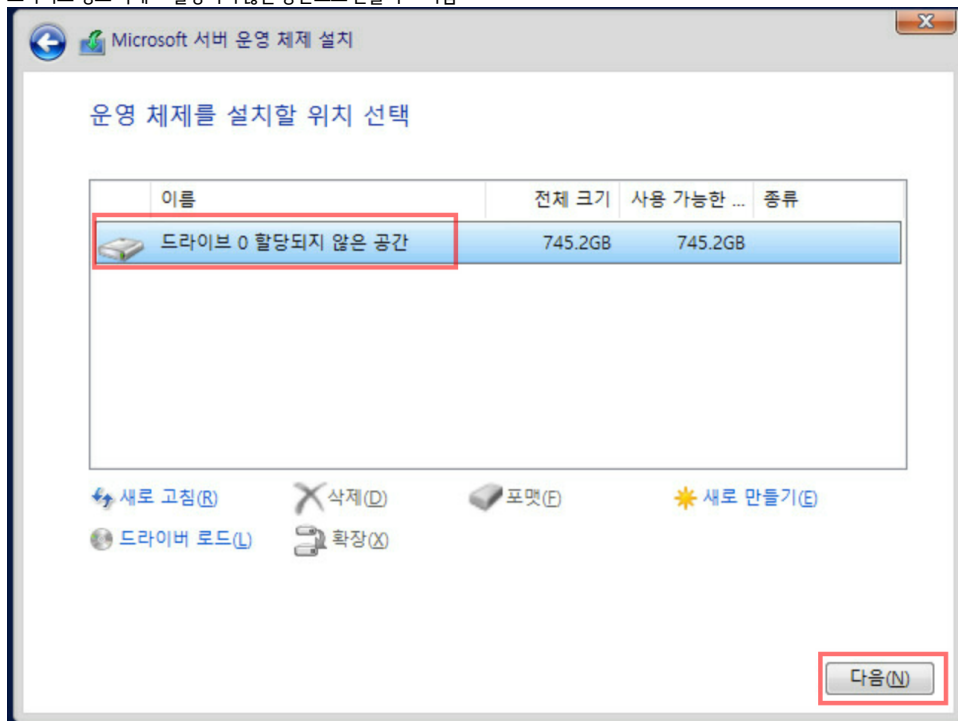 Microsoft 서버 운영 체제 설치
운영 체제를 설치할 위치 선택
이름 전체 크기 사용 가능한 ... 종류
드라이브 0 할당되지 않은 공간 745.2GB 745.2GB
새로 고침(R) 삭제(D) 포맷(F) 새로 만들기(E)
드라이버 로드(L) 확장(X)
다음(N)